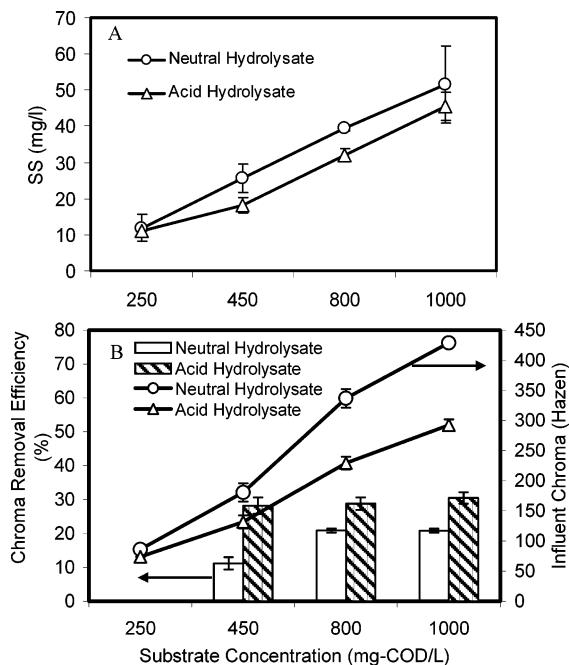 A
Neutral Hydrolysate
Acid Hydrolysate
SS (mg/l)
70
60
50
40
30
20
10
0
250 450 800 1000
B
Neutral Hydrolysate
Acid Hydrolysate
Neutral Hydrolysate
Acid Hydrolysate
Chroma Removal Efficiency
(%)
80
70
60
50
40
30
20
10
0
450
400
350
300
250
200
150
100
50
0
Influent Chroma (Hazen)
250 450 800 1000
Substrate Concentration (mg-COD/L)